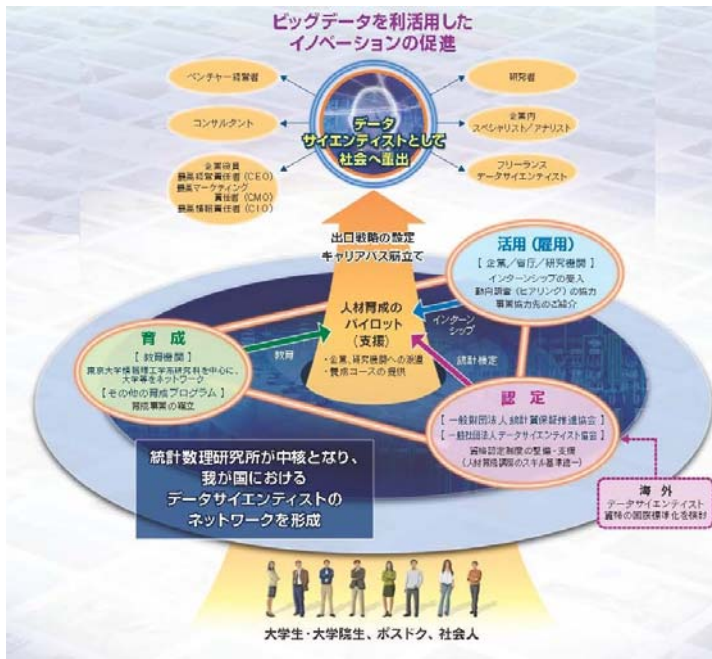 ビッグデータを利活用した
イノベーションの促進
ベンチャー経営者
研究者
コンサルタント
企業内
スペシャリスト/アナリスト
企業役員
最高経営責任者(CEO)
最高マーケティング
責任者(CMO)
最高情報責任者(CIO)
フリーランス
データサイエンティスト
データ
サイエンティストとして
社会へ輩出
出口戦略の設定
キャリアパス筋立て
活用(雇用)
【企業/省庁/研究機関】
インターンシップの受入
動向調査(ヒアリング)の協力
事業協力先のご紹介
人材育成の
パイロット
(支援)
・企業、研究機関への派遣
・養成コースの提供
インターン
シップ
教育
統計検定
育成
【教育機関】
東京大学情報理工学系研究科を中心に、
大学等をネットワーク
【その他の育成プログラム】
育成事業の確立
認定
【一般財団法人統計質保証推進協会】
【一般社団法人データサイエンティスト協会】
資格認定制度の整備・支援
(人材育成講座のスキル基準統一)
統計数理研究所が中核となり、
我が国における
データサイエンティストの
ネットワークを形成
海外
データサイエンティスト
資格の国際標準化を検討
大学生・大学院生、ポスドク、社会人